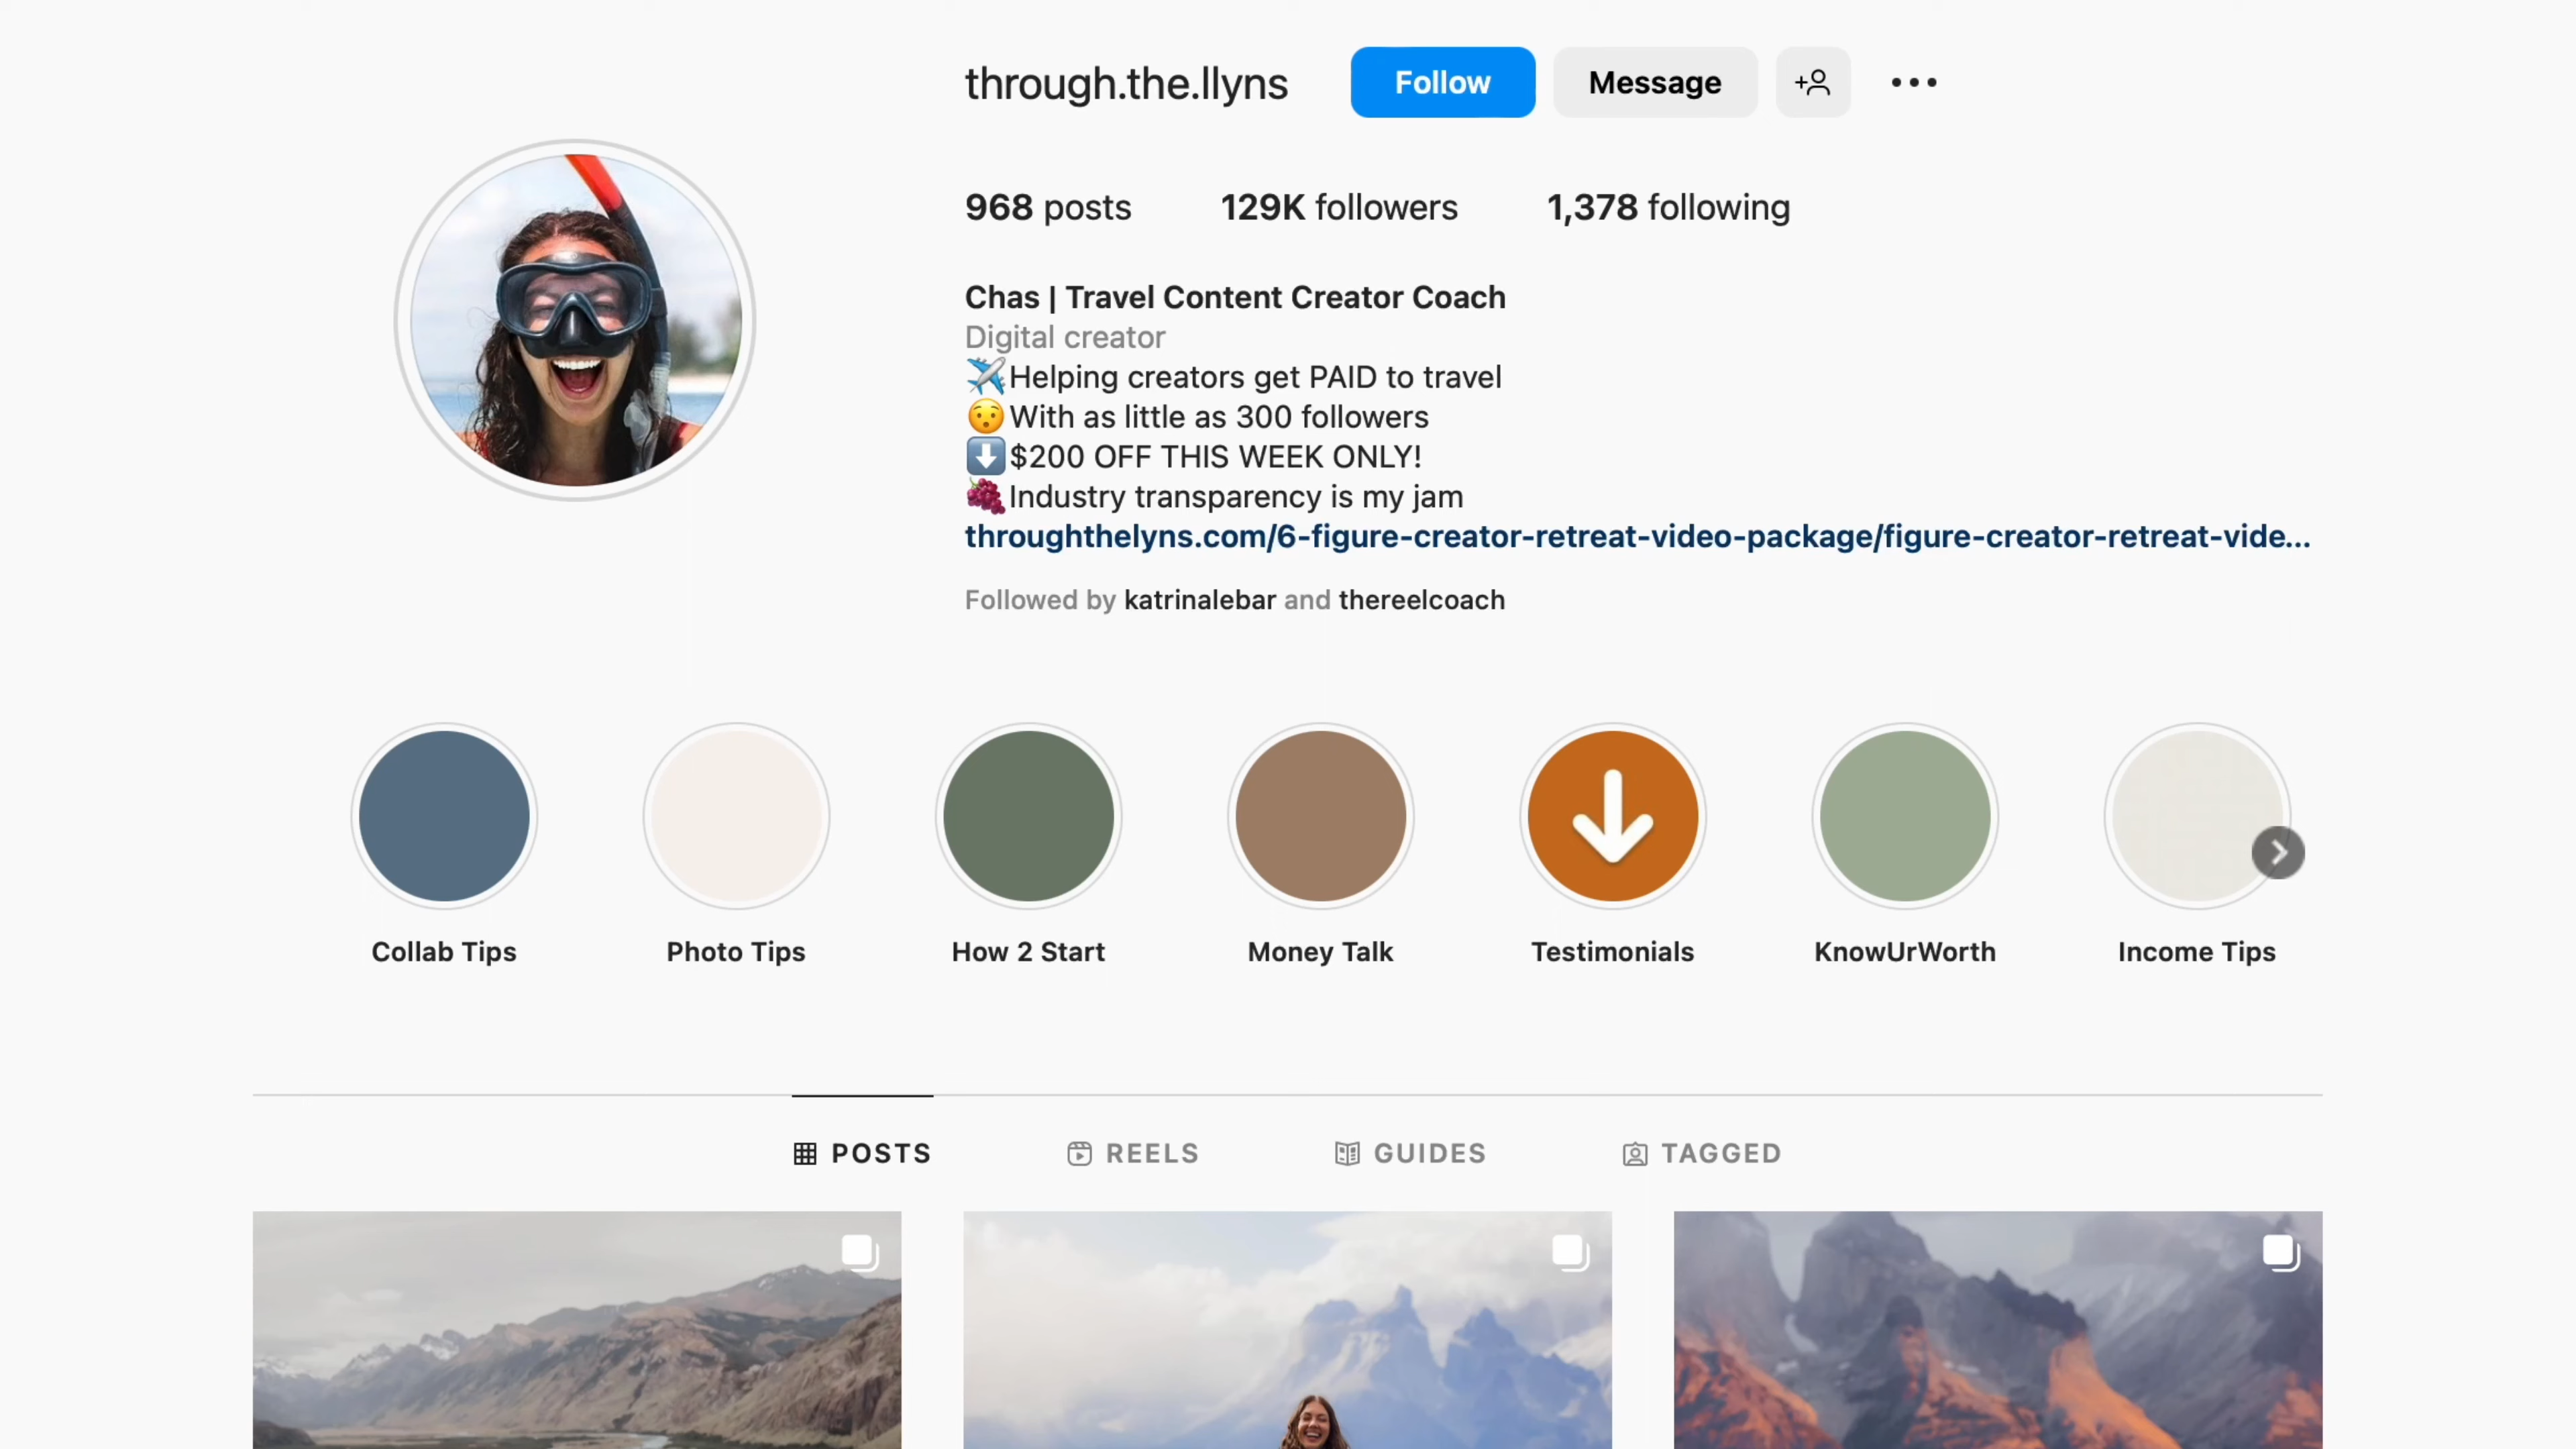 through.the.llyns Follow Message
968 posts 129K followers 1,378 following
Chas | Travel Content Creator Coach
Digital creator
✈️Helping creators get PAID to travel
😯With as little as 300 followers
⬇️$200 OFF THIS WEEK ONLY!
🍇Industry transparency is my jam
throughthelyns.com/6-figure-creator-retreat-video-package/figure-creator-retreat-vide...
Followed by katrinalebar and thereelcoach
Collab Tips Photo Tips How 2 Start Money Talk Testimonials KnowUrWorth Income Tips
POSTS REELS GUIDES TAGGED